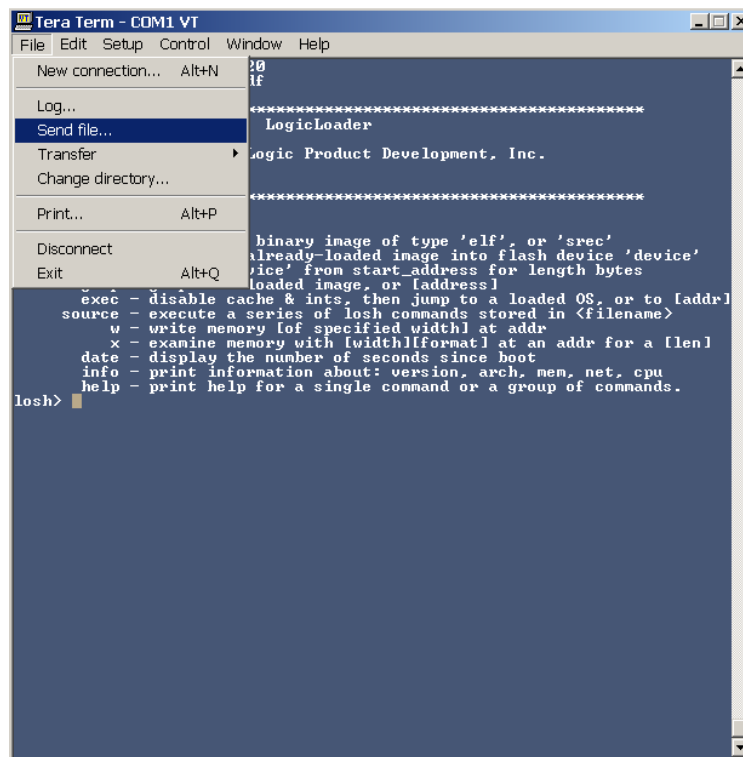 Tera Term - COM1 VT
File Edit Setup Control Window Help
New connection... Alt+N
Log...
Send file...
Transfer
Change directory...
Print... Alt+P
Disconnect
Exit Alt+Q
20
lf
*****************************************
LogicLoader
Logic Product Development, Inc.
*****************************************
binary image of type 'elf', or 'srec'
already-loaded image into flash device 'device'
vice' from start_address for length bytes
loaded image, or [address]
exec - disable cache & ints, then jump to a loaded OS, or to [addr]
source - execute a series of losh commands stored in <filename>
w - write memory [of specified width] at addr
x - examine memory with [width][format] at an addr for a [len]
date - display the number of seconds since boot
info - print information about: version, arch, mem, net, cpu
help - print help for a single command or a group of commands.
losh>